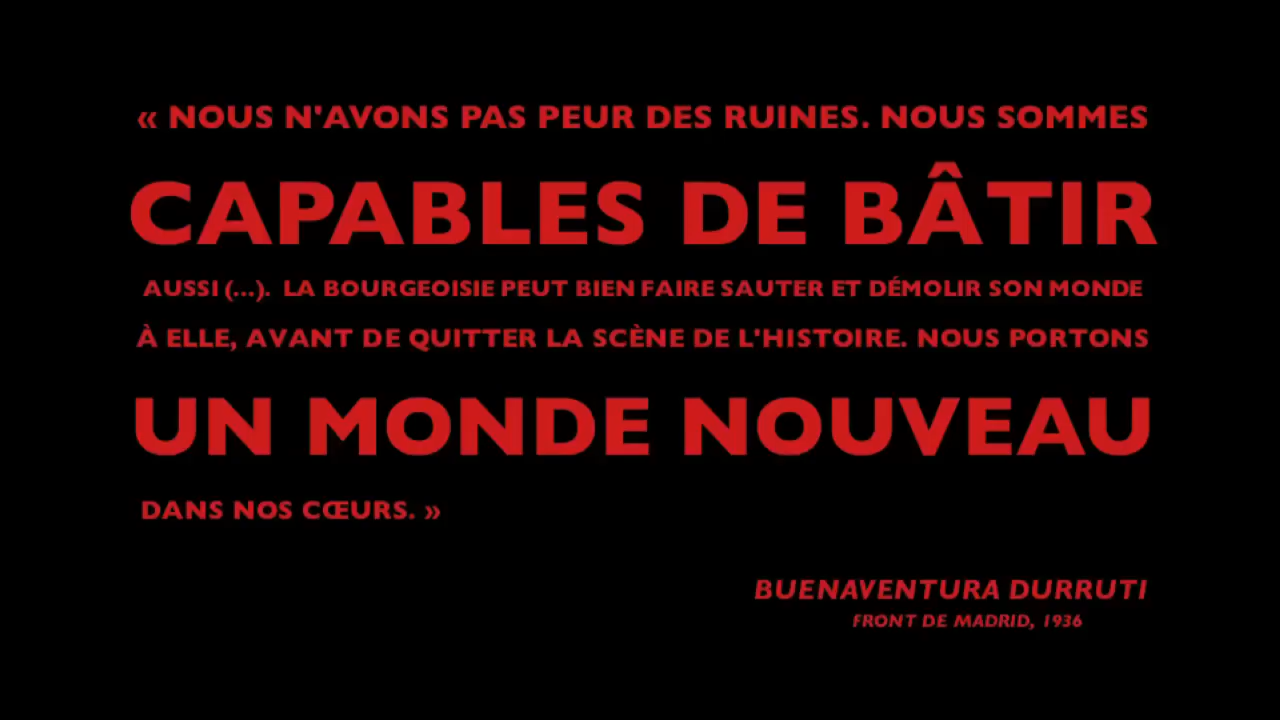 « NOUS N'AVONS PAS PEUR DES RUINES. NOUS SOMMES
CAPABLES DE BÂTIR
AUSSI (...). LA BOURGEOISIE PEUT BIEN FAIRE SAUTER ET DÉMOLIR SON MONDE
À ELLE, AVANT DE QUITTER LA SCÈNE DE L'HISTOIRE. NOUS PORTONS
UN MONDE NOUVEAU
DANS NOS CŒURS. »
BUENAVENTURA DURRUTI
FRONT DE MADRID, 1936